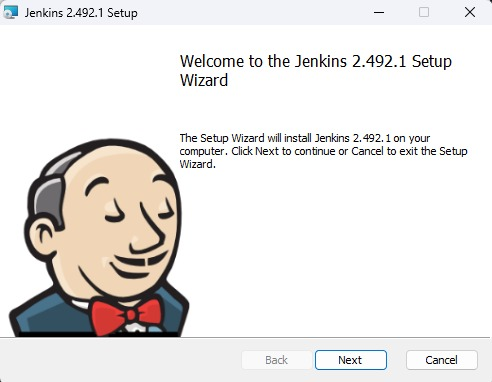 Jenkins 2.492.1 Setup
Welcome to the Jenkins 2.492.1 Setup
Wizard
The Setup Wizard will install Jenkins 2.492.1 on your
computer. Click Next to continue or Cancel to exit the Setup
Wizard.
Back Next Cancel